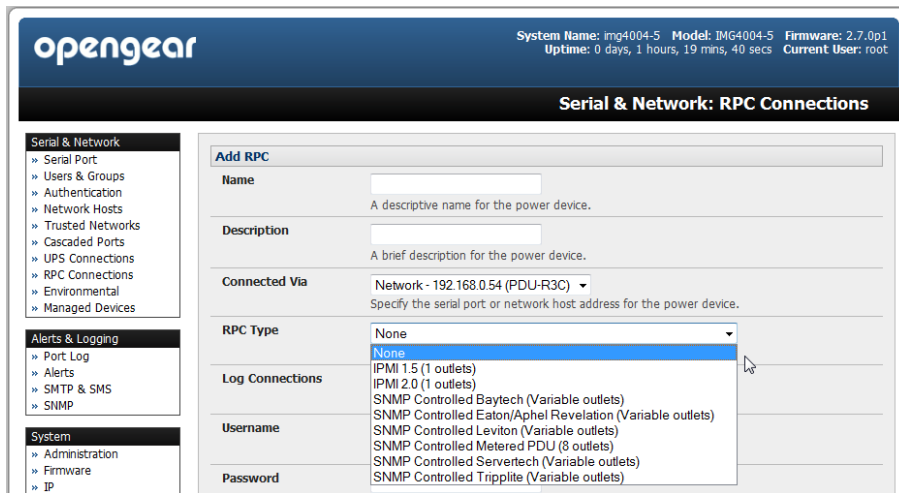 opengear
System Name: img4004-5 Model: IMG4004-5 Firmware: 2.7.0p1
Uptime: 0 days, 1 hours, 19 mins, 40 secs Current User: root
Serial & Network: RPC Connections
Serial & Network
» Serial Port
» Users & Groups
» Authentication
» Network Hosts
» Trusted Networks
» Cascaded Ports
» UPS Connections
» RPC Connections
» Environmental
» Managed Devices
Alerts & Logging
» Port Log
» Alerts
» SMTP & SMS
» SNMP
System
» Administration
» Firmware
» IP
Add RPC
Name
A descriptive name for the power device.
Description
A brief description for the power device.
Connected Via
Network - 192.168.0.54 (PDU-R3C)
Specify the serial port or network host address for the power device.
RPC Type
None
None
IPMI 1.5 (1 outlets)
IPMI 2.0 (1 outlets)
SNMP Controlled Baytech (Variable outlets)
SNMP Controlled Eaton/Aphel Revelation (Variable outlets)
SNMP Controlled Leviton (Variable outlets)
SNMP Controlled Metered PDU (8 outlets)
SNMP Controlled Servertech (Variable outlets)
SNMP Controlled Tripplite (Variable outlets)
Log Connections
Username
Password